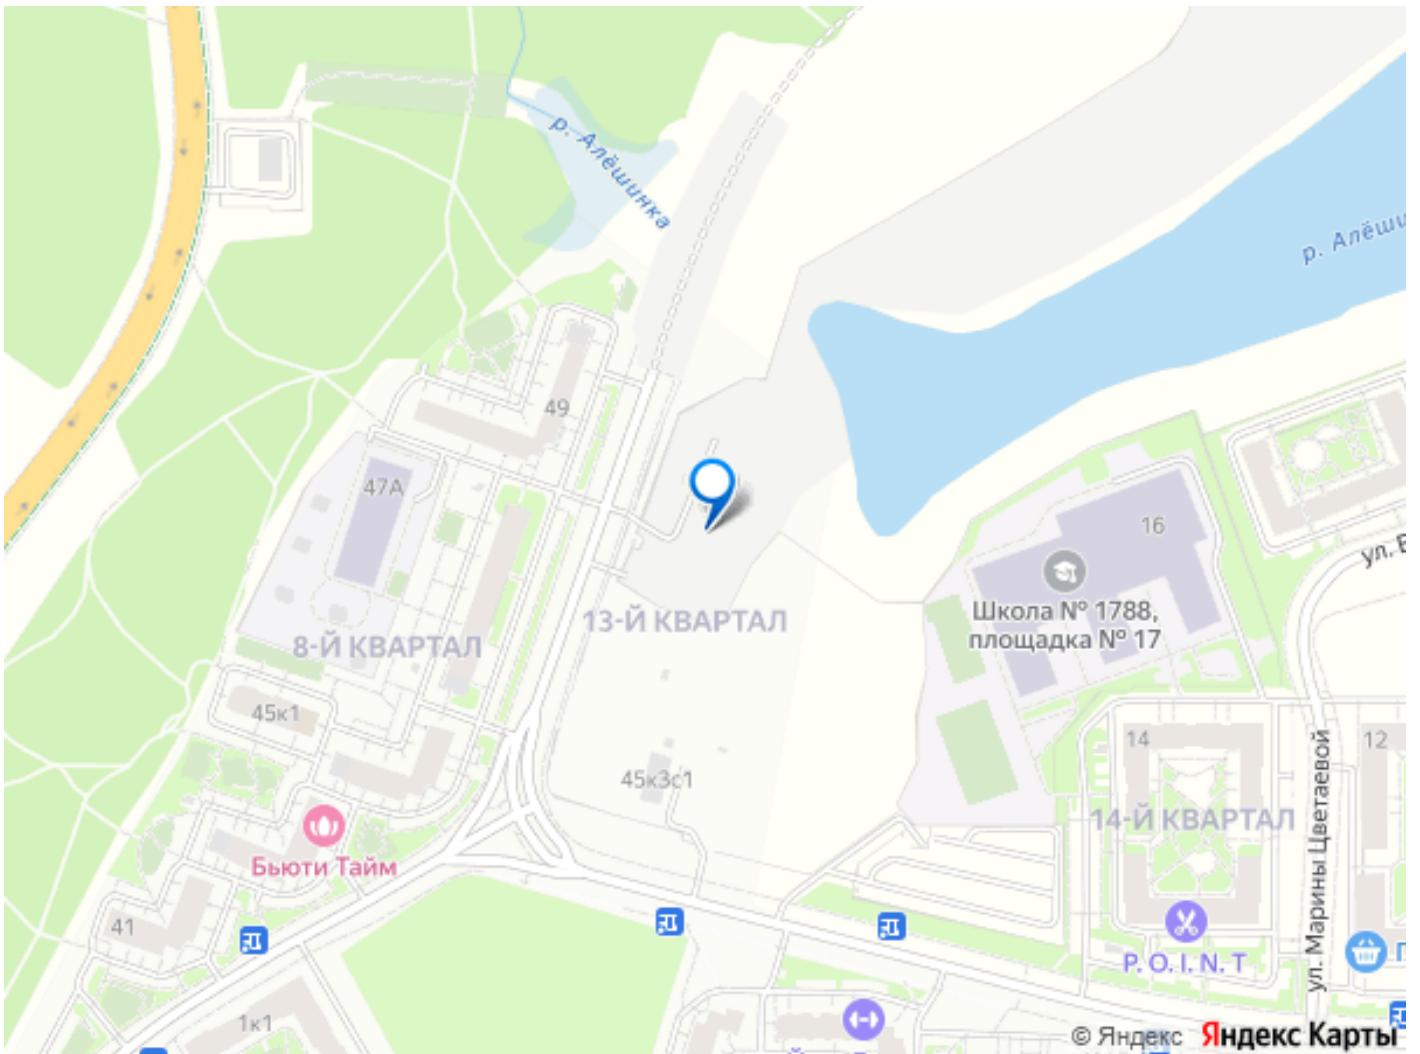 р. Алёшинка
р. Алёши
49
47А
16
ул. Б
Школа № 1788,
площадка № 17
13-Й КВАРТАЛ
8-Й КВАРТАЛ
45к1
14
12
45к3с1
14-Й КВАРТАЛ
ул. Марины Цветаевой
Бьюти Тайм
41
P. O. I. N. T
1к1
© Яндекс Яндекс Карты